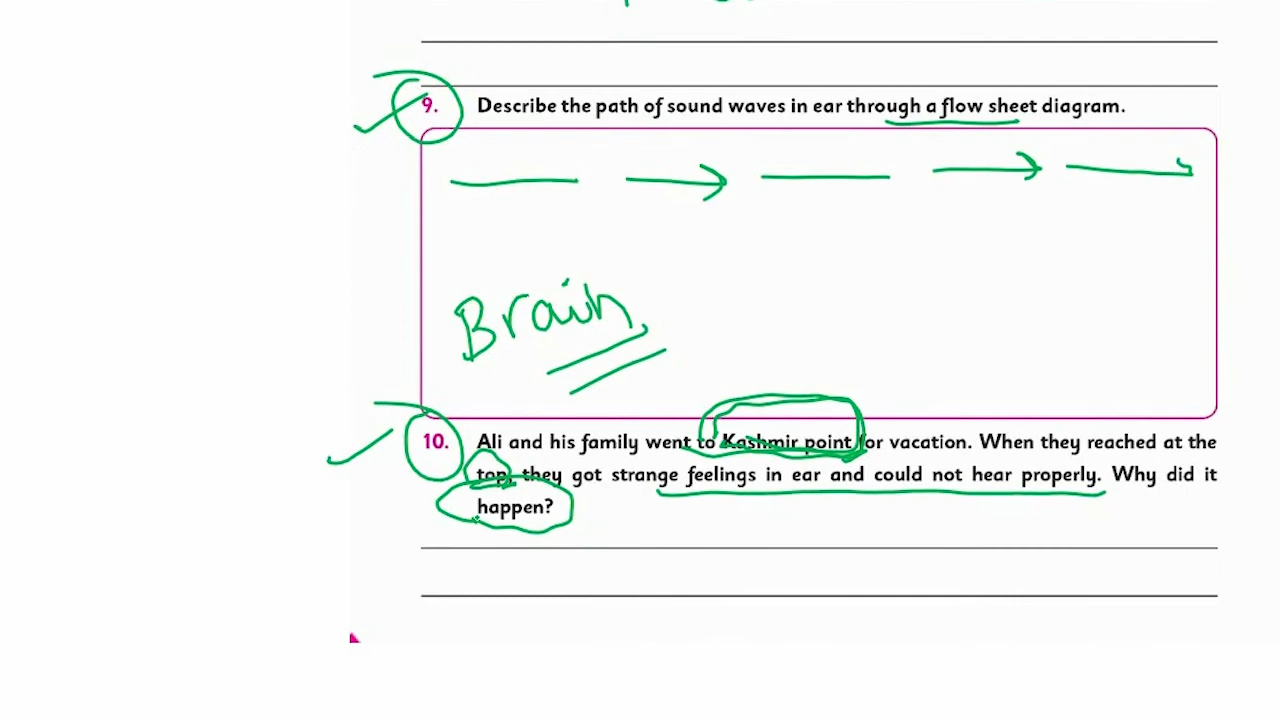 9. Describe the path of sound waves in ear through a flow sheet diagram.
Brain
10. Ali and his family went to Kashmir point for vacation. When they reached at the
top, they got strange feelings in ear and could not hear properly. Why did it
happen?